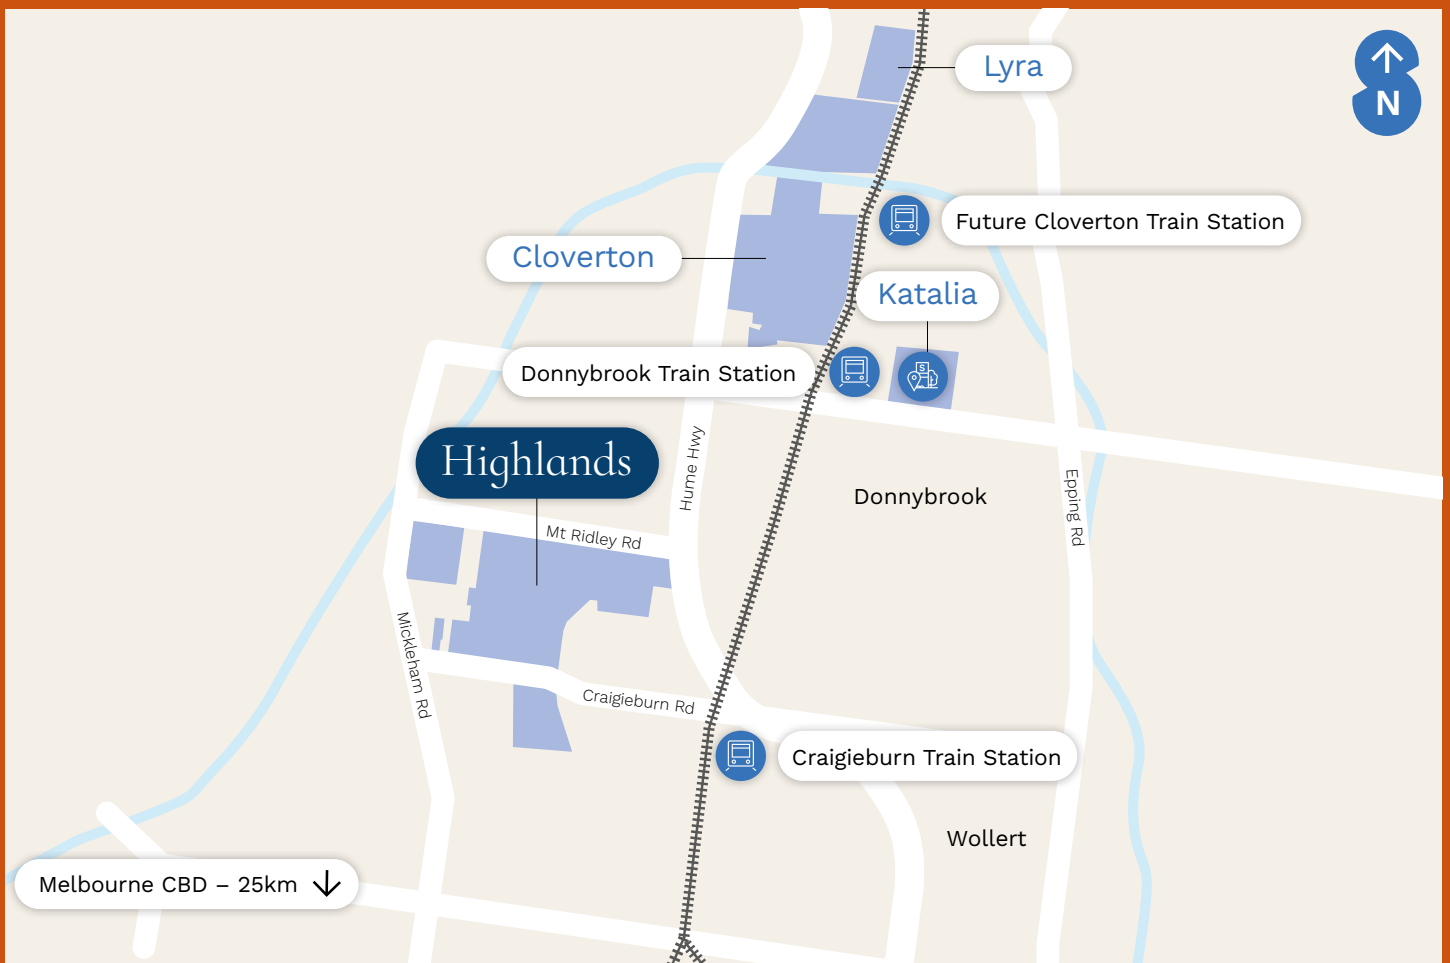 Lyra
N
Future Cloverton Train Station
Cloverton
Katalia
Donnybrook Train Station
S
Highlands
Hume Hwy
Donnybrook
Epping Rd
Mt Ridley Rd
Mickleham Rd
Craigieburn Rd
Craigieburn Train Station
Wollert
Melbourne CBD – 25km